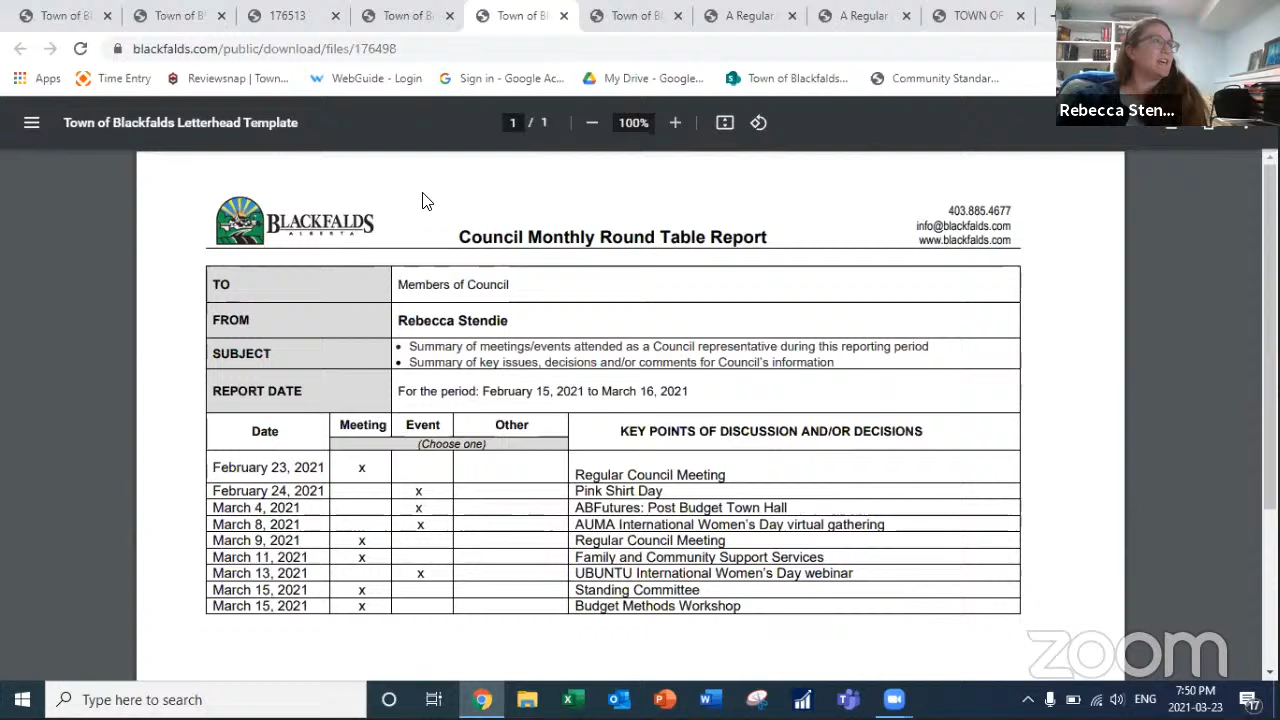 Town of Bl
Town of B
176513
Town of B
Town of Bl
Town of Bl
A Regular
A Regular
TOWN OF
blackfalds.com/public/download/files/176498
Apps
Time Entry
Reviewsnap | Town...
WebGuide - Login
Sign in - Google Ac...
My Drive - Google...
Town of Blackfalds...
Community Standar...
Rebecca Sten...
Town of Blackfalds Letterhead Template
1 / 1
100%
BLACKFALDS
ALBERTA
Council Monthly Round Table Report
403.885.4677
info@blackfalds.com
www.blackfalds.com
TO Members of Council
FROM Rebecca Stendie
SUBJECT
• Summary of meetings/events attended as a Council representative during this reporting period
• Summary of key issues, decisions and/or comments for Council's information
REPORT DATE For the period: February 15, 2021 to March 16, 2021
Date Meeting Event Other KEY POINTS OF DISCUSSION AND/OR DECISIONS
(Choose one)
February 23, 2021 x Regular Council Meeting
February 24, 2021 x Pink Shirt Day
March 4, 2021 x ABFutures: Post Budget Town Hall
March 8, 2021 x AUMA International Women's Day virtual gathering
March 9, 2021 x Regular Council Meeting
March 11, 2021 x Family and Community Support Services
March 13, 2021 x UBUNTU International Women's Day webinar
March 15, 2021 x Standing Committee
March 15, 2021 x Budget Methods Workshop
zoom
Type here to search
ENG
7:50 PM
2021-03-23
17